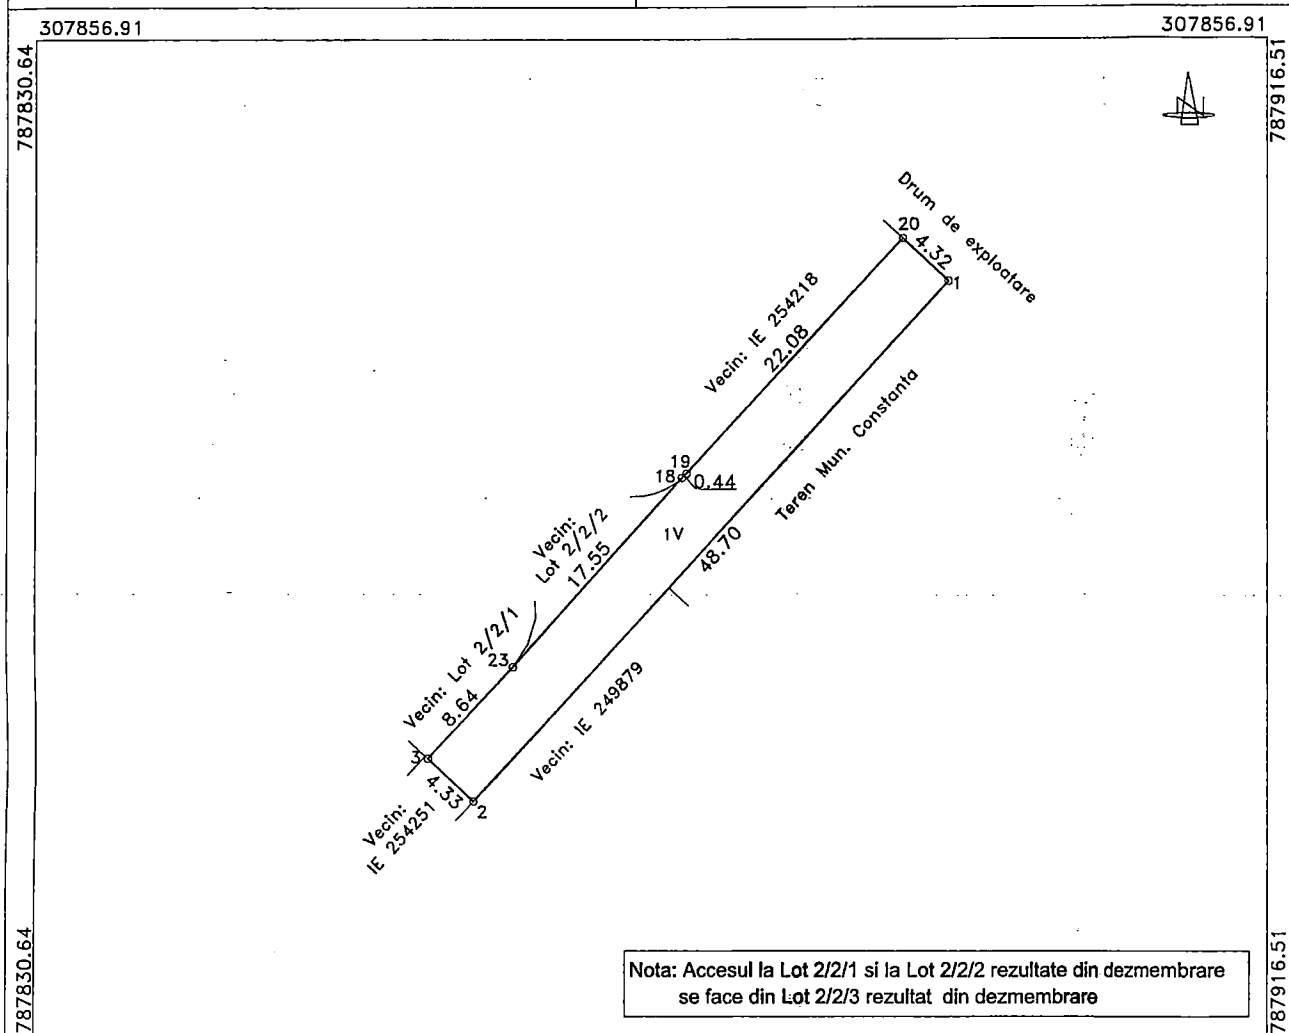 307856.91
307856.91
787830.64
787916.51
N
Drum de exploatare
20
4.32
1
Vecin: IE 254218
22.08
Teren Mun. Constanta
19
18
0.44
Vecin:
Lot 2/2/2
17.55
1V
48.70
Vecin: Lot 2/2/1
23
8.64
Vecin: IE 249879
3
4.33
2
Vecin:
IE 254251
787830.64
787916.51
Nota: Accesul la Lot 2/2/1 si la Lot 2/2/2 rezultate din dezmembrare
se face din Lot 2/2/3 rezultat din dezmembrare